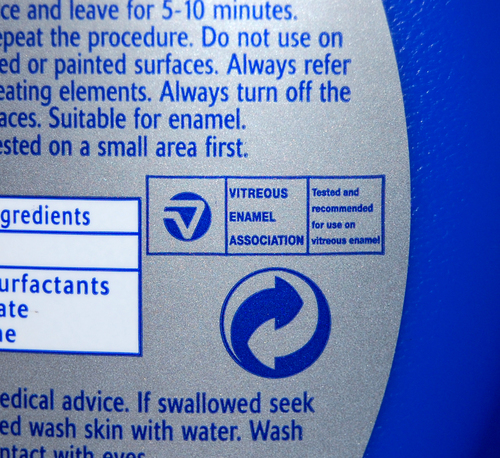 ce and leave for 5-10 minutes.
epeat the procedure. Do not use on
ed or painted surfaces. Always refer
eating elements. Always turn off the
aces. Suitable for enamel.
ested on a small area first.
VITREOUS
ENAMEL
ASSOCIATION
Tested and
recommended
for use on
vitreous enamel
gredients
urfactants
ate
ne
edical advice. If swallowed seek
ed wash skin with water. Wash
ntact with eyes